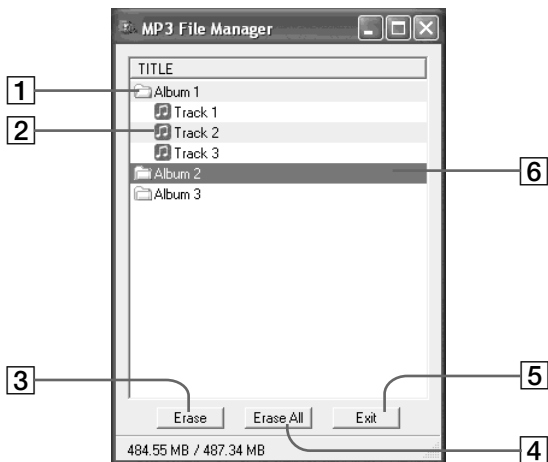 MP3 File Manager
TITLE
1
Album 1
Track 1
2
Track 2
Track 3
Album 2
6
Album 3
3
5
Erase
Erase All
Exit
484.55 MB / 487.34 MB
4